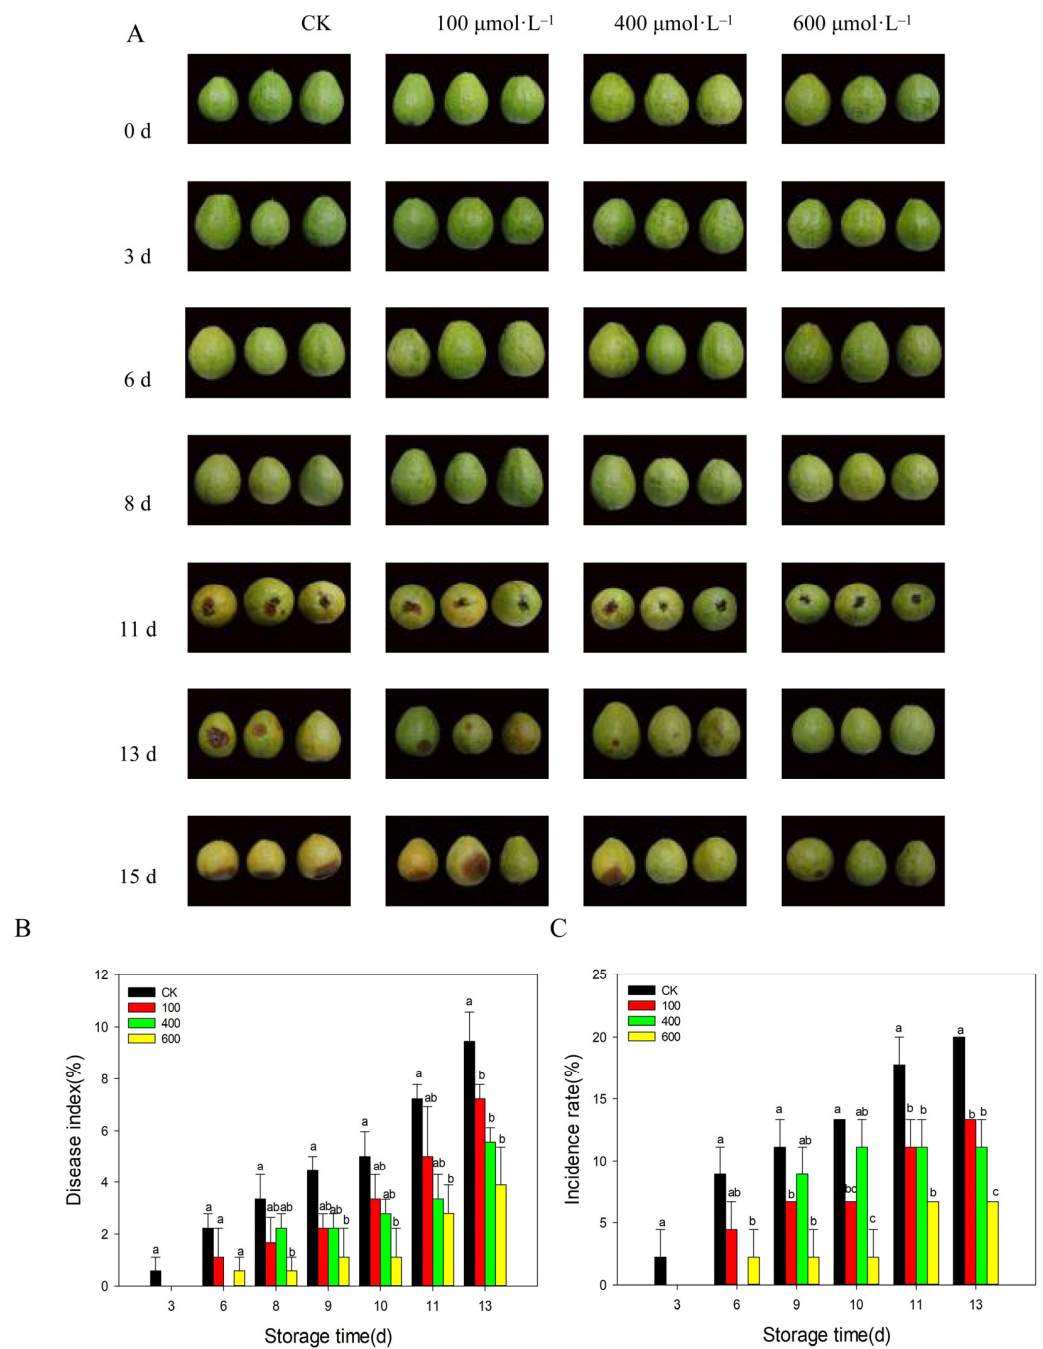 A
CK 100 μmol·L⁻¹ 400 μmol·L⁻¹ 600 μmol·L⁻¹
0 d
3 d
6 d
8 d
11 d
13 d
15 d
B
12
10
8
6
4
2
0
Disease index(%)
CK
100
400
600
a
a a a
a ab ab b
a ab ab b
a ab ab b
a ab ab b
a b b b
3 6 8 9 10 11 13
Storage time(d)
C
25
20
15
10
5
0
Incidence rate(%)
CK
100
400
600
a
a ab b
a b ab b
a bc ab c
a b b b
a b b c
3 6 9 10 11 13
Storage time(d)